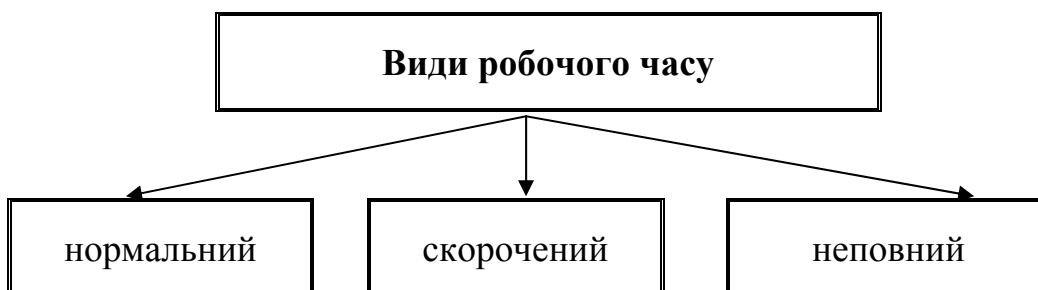 Види робочого часу
нормальний
скорочений
неповний